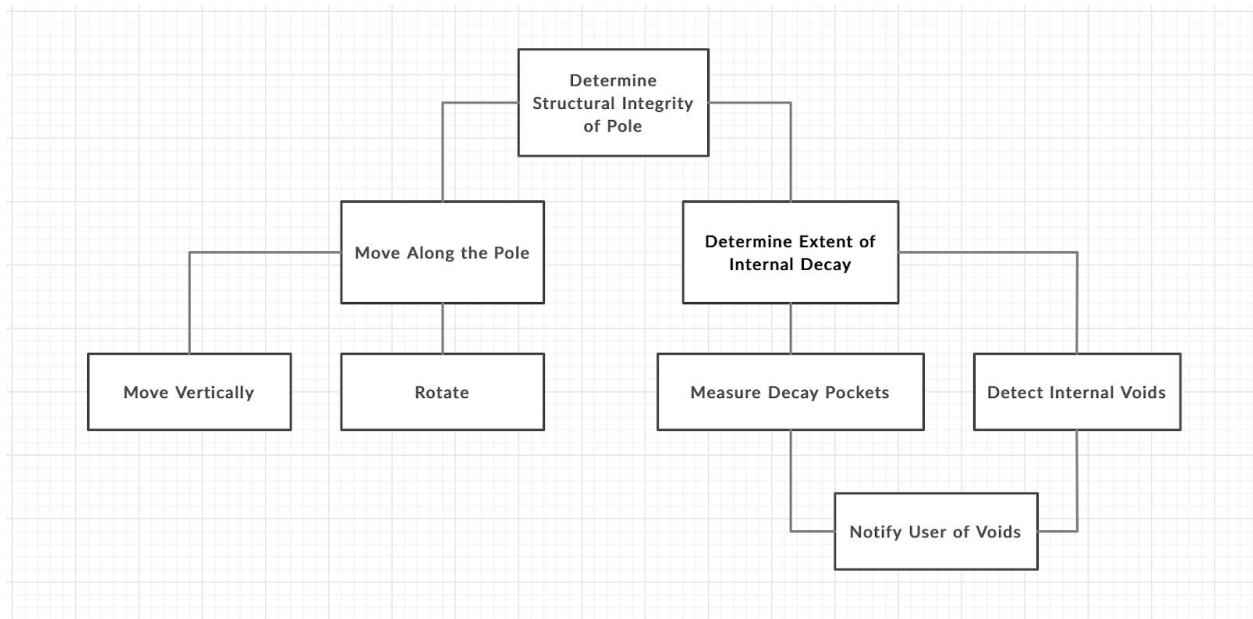 Determine
Structural Integrity
of Pole
Move Along the Pole
Determine Extent of
Internal Decay
Move Vertically
Rotate
Measure Decay Pockets
Detect Internal Voids
Notify User of Voids